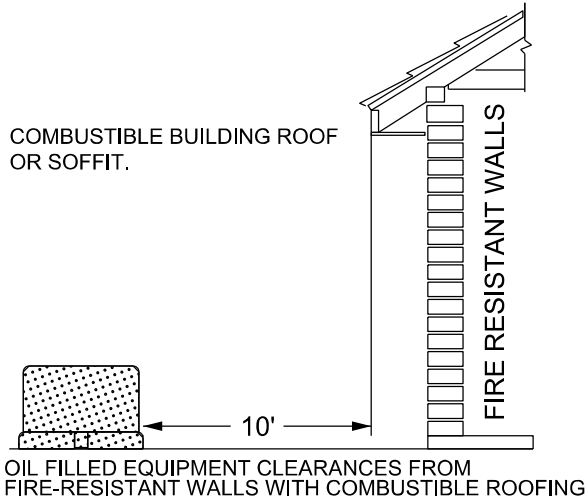 COMBUSTIBLE BUILDING ROOF
OR SOFFIT.
FIRE RESISTANT WALLS
10'
OIL FILLED EQUIPMENT CLEARANCES FROM
FIRE-RESISTANT WALLS WITH COMBUSTIBLE ROOFING